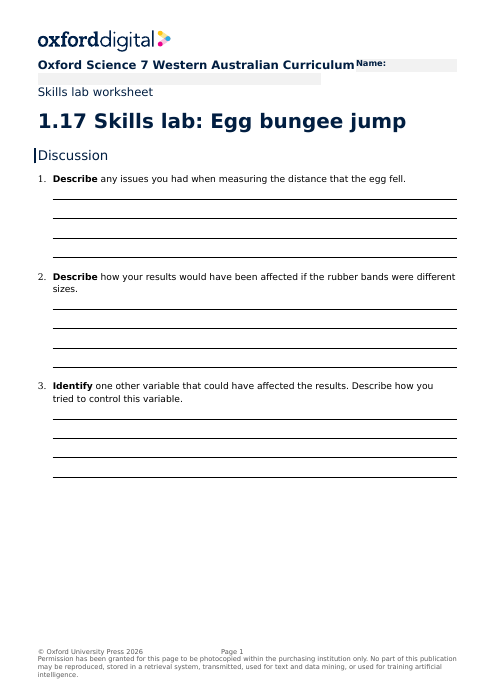 oxforddigital
Oxford Science 7 Western Australian Curriculum Name:
Skills lab worksheet
1.17 Skills lab: Egg bungee jump
Discussion
1. Describe any issues you had when measuring the distance that the egg fell.
2. Describe how your results would have been affected if the rubber bands were different
sizes.
3. Identify one other variable that could have affected the results. Describe how you
tried to control this variable.
© Oxford University Press 2026 Page 1
Permission has been granted for this page to be photocopied within the purchasing institution only. No part of this publication
may be reproduced, stored in a retrieval system, transmitted, used for text and data mining, or used for training artificial
intelligence.